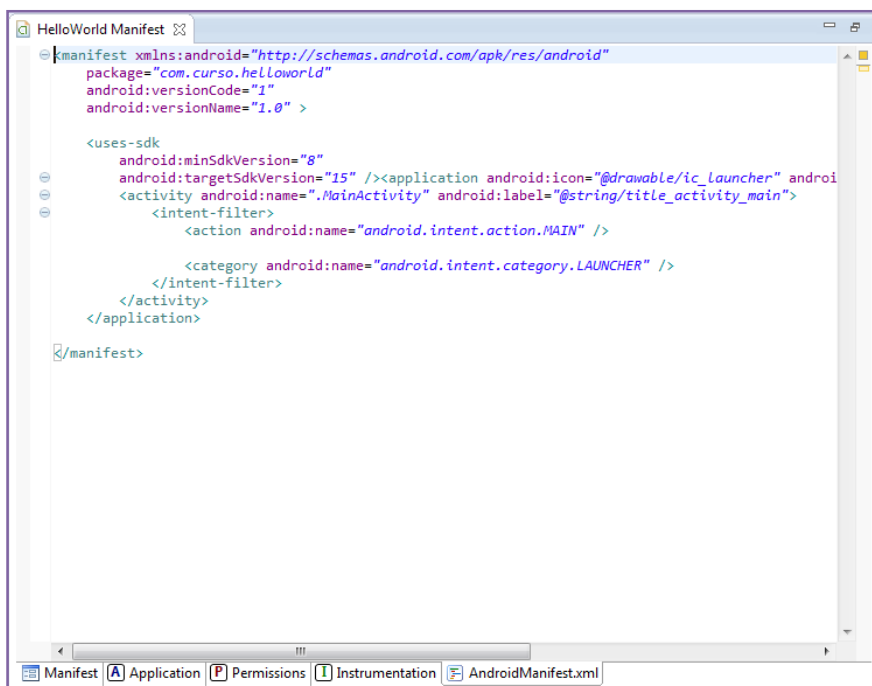 HelloWorld Manifest
<manifest xmlns:android="http://schemas.android.com/apk/res/android"
package="com.curso.helloworld"
android:versionCode="1"
android:versionName="1.0" >
<uses-sdk
android:minSdkVersion="8"
android:targetSdkVersion="15" /><application android:icon="@drawable/ic_launcher" androi
<activity android:name=".MainActivity" android:label="@string/title_activity_main">
<intent-filter>
<action android:name="android.intent.action.MAIN" />
<category android:name="android.intent.category.LAUNCHER" />
</intent-filter>
</activity>
</application>
</manifest>
Manifest A Application P Permissions I Instrumentation AndroidManifest.xml